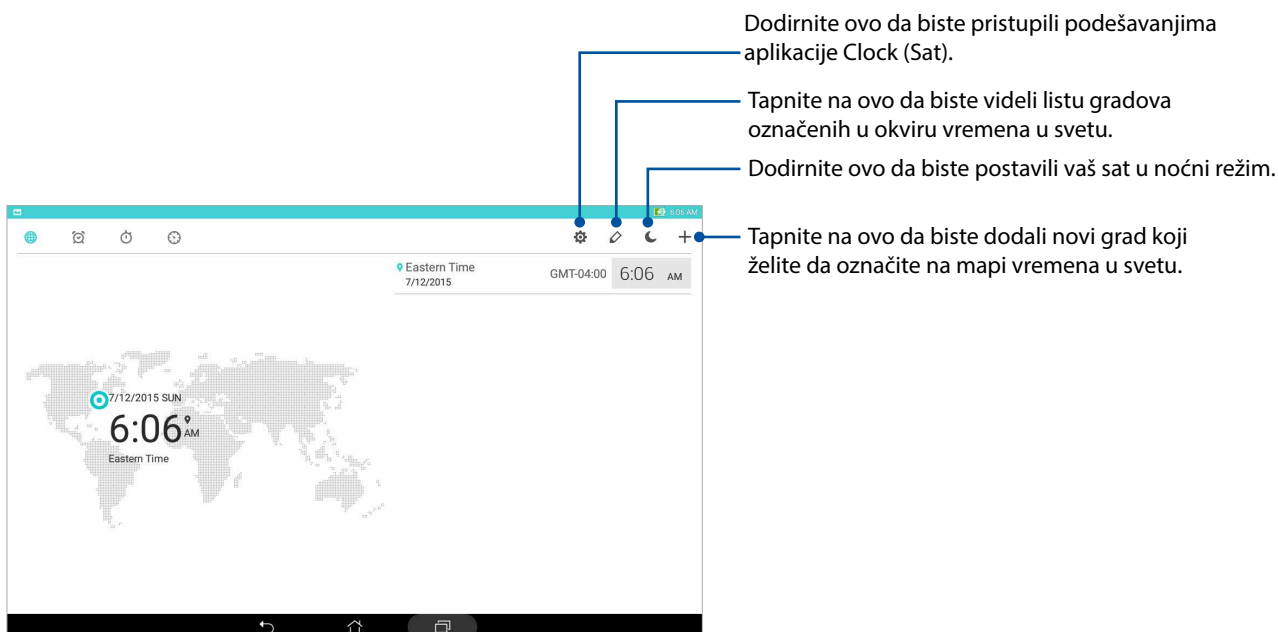 Dodirnite ovo da biste pristupili podešavanjima
aplikacije Clock (Sat).
Tapnite na ovo da biste videli listu gradova
označenih u okviru vremena u svetu.
Dodirnite ovo da biste postavili vaš sat u noćni režim.
6:06 AM
Tapnite na ovo da biste dodali novi grad koji
želite da označite na mapi vremena u svetu.
Eastern Time
7/12/2015
GMT-04:00 6:06 AM
7/12/2015 SUN
6:06 AM
Eastern Time